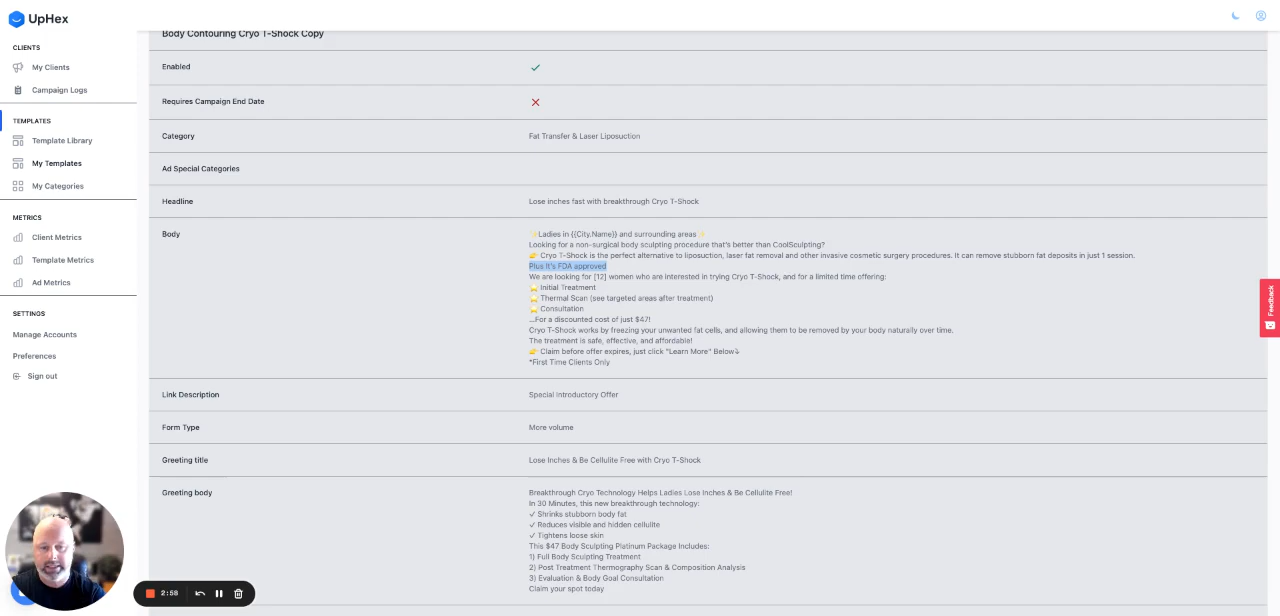 UpHex
CLIENTS
My Clients
Campaign Logs
TEMPLATES
Template Library
My Templates
My Categories
METRICS
Client Metrics
Template Metrics
Ad Metrics
SETTINGS
Manage Accounts
Preferences
Sign out
Body Contouring Cryo T-Shock Copy
Enabled
Requires Campaign End Date
Category
Fat Transfer & Laser Liposuction
Ad Special Categories
Headline
Lose inches fast with breakthrough Cryo T-Shock
Body
✨Ladies in {{City.Name}} and surrounding areas✨
Looking for a non-surgical body sculpting procedure that's better than CoolSculpting?
👉 Cryo T-Shock is the perfect alternative to liposuction, laser fat removal and other invasive cosmetic surgery procedures. It can remove stubborn fat deposits in just 1 session.
Plus It's FDA approved
We are looking for [12] women who are interested in trying Cryo T-Shock, and for a limited time offering:
Initial Treatment
Thermal Scan (see targeted areas after treatment)
Consultation
...For a discounted cost of just $47!
Cryo T-Shock works by freezing your unwanted fat cells, and allowing them to be removed by your body naturally over time.
The treatment is safe, effective, and affordable!
👉 Claim before offer expires, just click "Learn More" Below⤵
*First Time Clients Only
Link Description
Special Introductory Offer
Form Type
More volume
Greeting title
Lose Inches & Be Cellulite Free with Cryo T-Shock
Greeting body
Breakthrough Cryo Technology Helps Ladies Lose Inches & Be Cellulite Free!
In 30 Minutes, this new breakthrough technology:
✓ Shrinks stubborn body fat
✓ Reduces visible and hidden cellulite
✓ Tightens loose skin
This $47 Body Sculpting Platinum Package Includes:
1) Full Body Sculpting Treatment
2) Post Treatment Thermography Scan & Composition Analysis
3) Evaluation & Body Goal Consultation
Claim your spot today
Feedback
2:58